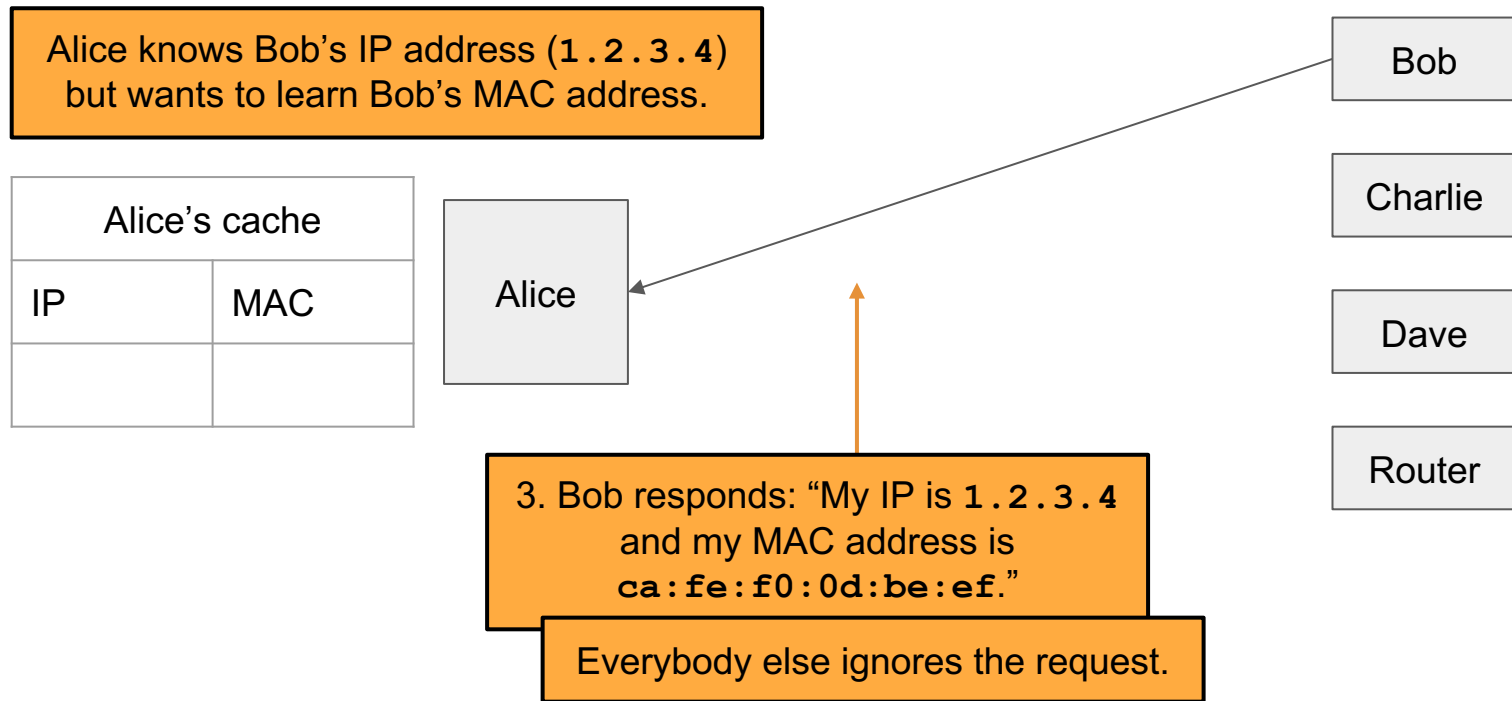 Alice knows Bob’s IP address (1.2.3.4)
but wants to learn Bob’s MAC address.
Alice’s cache
IP MAC
Alice
Bob
Charlie
Dave
Router
3. Bob responds: “My IP is 1.2.3.4
and my MAC address is
ca:fe:f0:0d:be:ef.”
Everybody else ignores the request.